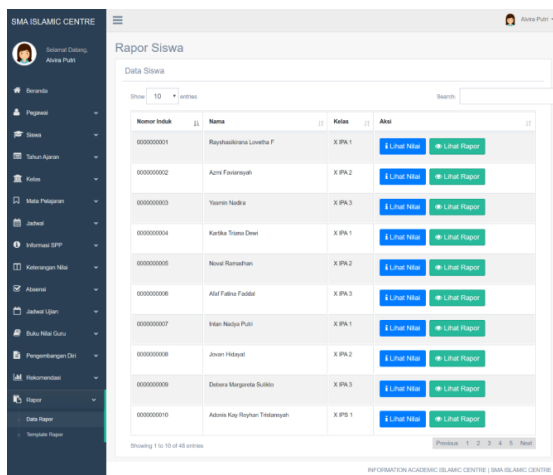 SMA ISLAMIC CENTRE
Alvira Putri
Selamat Datang,
Alvira Putri
Rapor Siswa
Data Siswa
Beranda
Pegawai
Siswa
Tahun Ajaran
Kelas
Mata Pelajaran
Jadwal
Informasi SPP
Keterangan Nilai
Absensi
Jadwal Ujian
Buku Nilai Guru
Pengembangan Diri
Rekomendasi
Rapor
Data Rapor
Template Rapor
Show 10 entries Search:
Nomor Induk Nama Kelas Aksi
0000000001 Rayshasikirana Lovetha F X IPA 1 Lihat Nilai Lihat Rapor
0000000002 Azmi Faviansyah X IPA 2 Lihat Nilai Lihat Rapor
0000000003 Yasmin Nadira X IPA 3 Lihat Nilai Lihat Rapor
0000000004 Kartika Triana Dewi X IPA 1 Lihat Nilai Lihat Rapor
0000000005 Noval Ramadhan X IPA 2 Lihat Nilai Lihat Rapor
0000000006 Afaf Fatina Faddal X IPA 3 Lihat Nilai Lihat Rapor
0000000007 Intan Nadya Putri X IPA 1 Lihat Nilai Lihat Rapor
0000000008 Jovan Hidayat X IPA 2 Lihat Nilai Lihat Rapor
0000000009 Debora Margareta X IPA 3 Lihat Nilai Lihat Rapor
0000000010 Adonis Kay Royhan X IPS 1 Lihat Nilai Lihat Rapor
Showing 1 to 10 of 48 entries Previous 1 2 3 4 5 Next
INFORMATION ACADEMIC ISLAMIC CENTRE | SMA ISLAMIC CENTRE